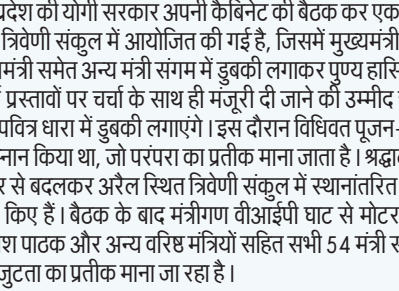 प्रदेश की योगी सरकार अपनी कैबिनेट की बैठक कर एक
त्रिवेणी संकुल में आयोजित की गई है, जिसमें मुख्यमंत्री
मंत्री समेत अन्य मंत्री संगम में डुबकी लगाकर पुण्य हासि
प्रस्तावों पर चर्चा के साथ ही मंजूरी दी जाने की उम्मीद
पवित्र धारा में डुबकी लगाएंगे। इस दौरान विधिवत पूजन-
नान किया था, जो परंपरा का प्रतीक माना जाता है। श्रद्धा
र से बदलकर अरैल स्थित त्रिवेणी संकुल में स्थानांतरित
किए हैं। बैठक के बाद मंत्रीगण वीआईपी घाट से मोटर
श पाठक और अन्य वरिष्ठ मंत्रियों सहित सभी 54 मंत्री
जुटता का प्रतीक माना जा रहा है।